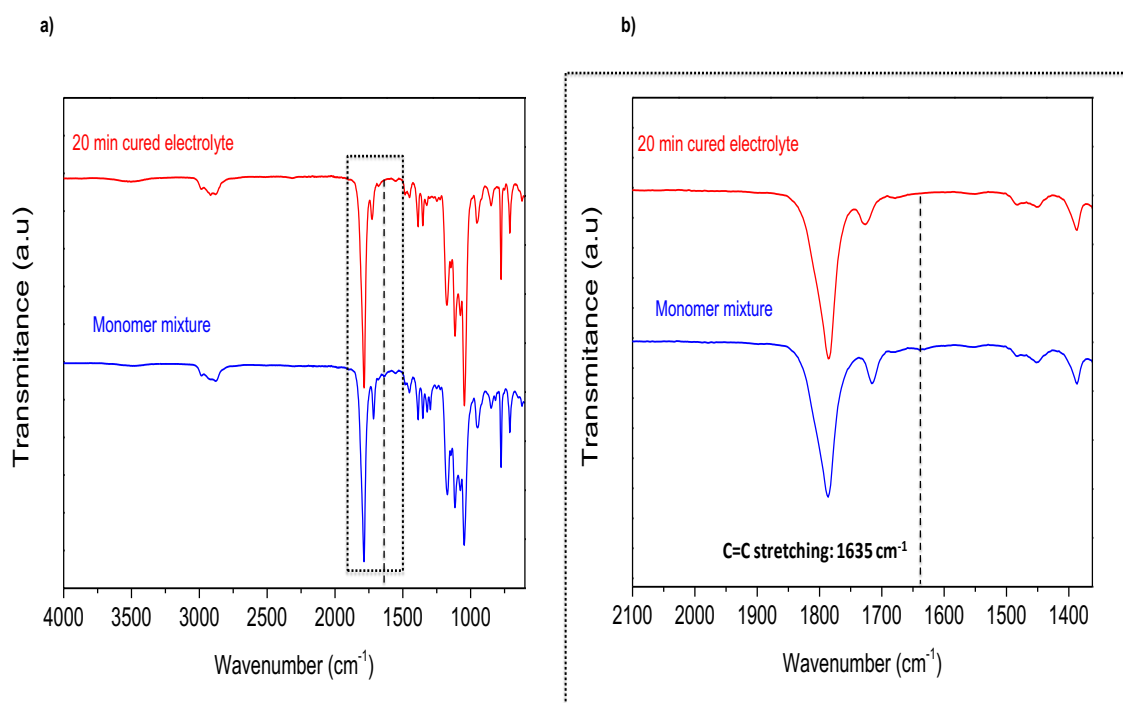 a)
20 min cured electrolyte
Monomer mixture
Transmitance (a.u)
4000 3500 3000 2500 2000 1500 1000
Wavenumber (cm-1)
b)
20 min cured electrolyte
Monomer mixture
C=C stretching: 1635 cm-1
Transmitance (a.u)
2100 2000 1900 1800 1700 1600 1500 1400
Wavenumber (cm-1)